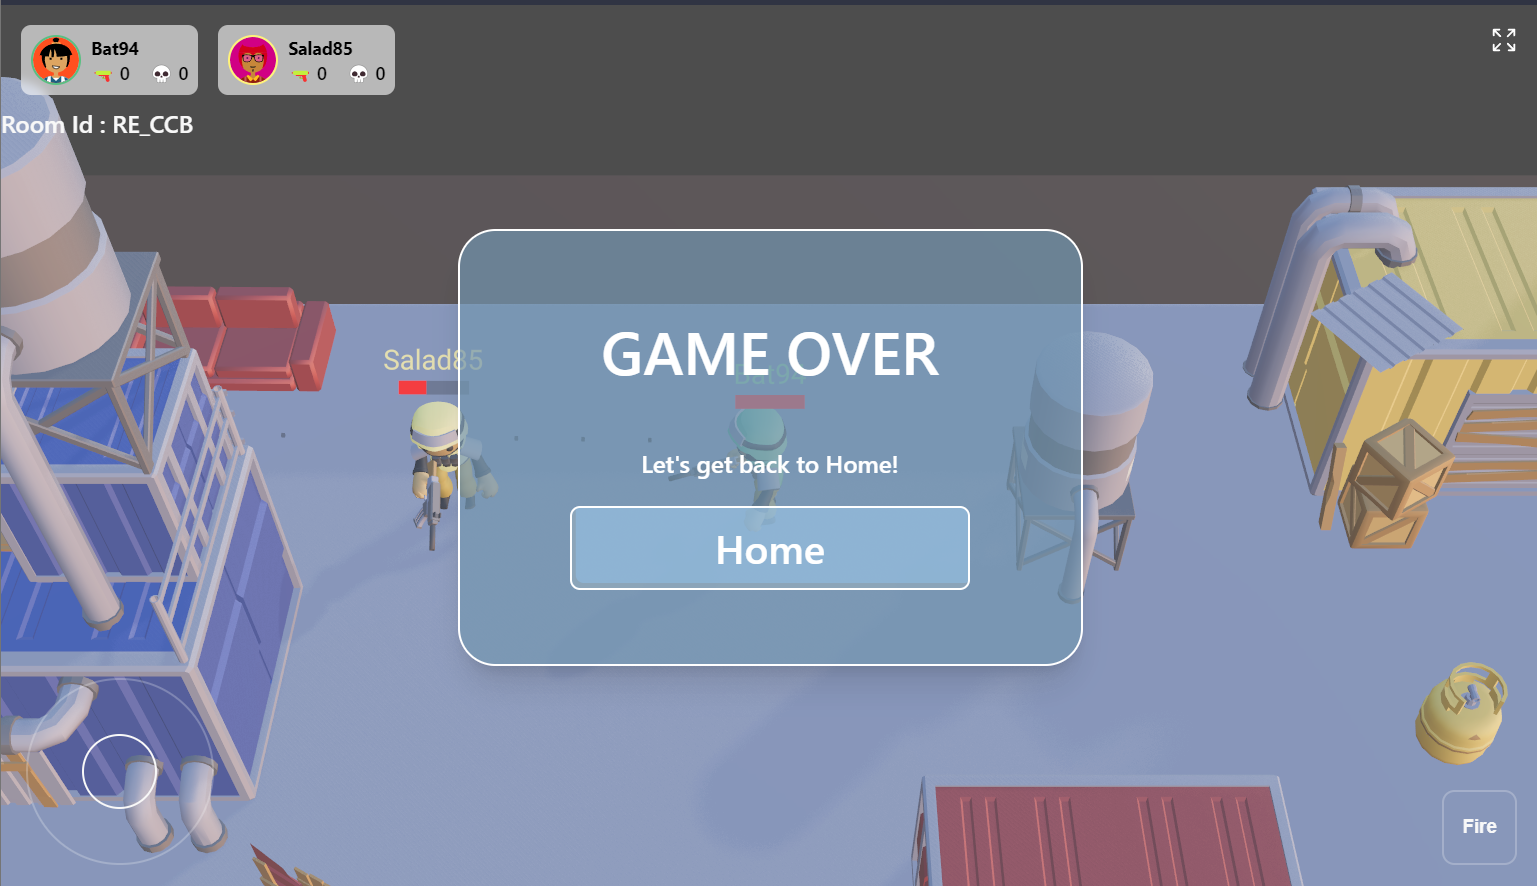 Bat94
0 0
Salad85
0 0
Room Id : RE_CCB
Salad85
Bat94
GAME OVER
Let's get back to Home!
Home
Fire